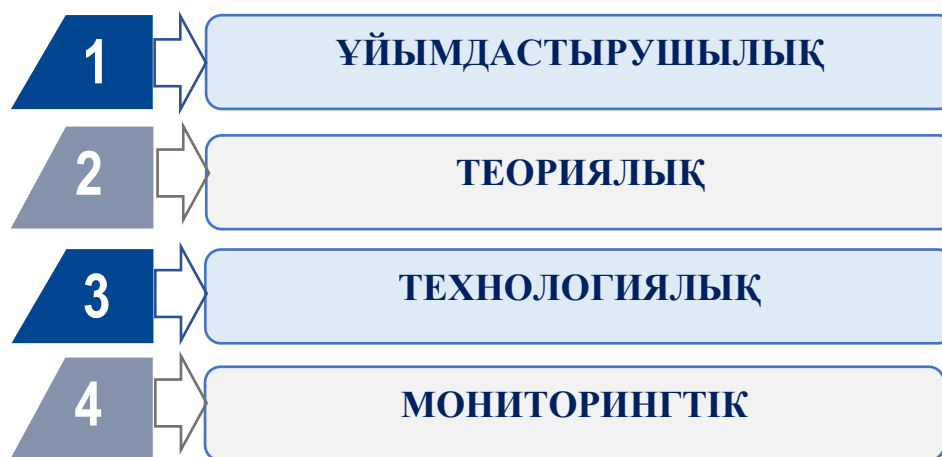 1
ҰЙЫМДАСТЫРУШЫЛЫҚ
2
ТЕОРИЯЛЫҚ
3
ТЕХНОЛОГИЯЛЫҚ
4
МОНИТОРИНГТІК